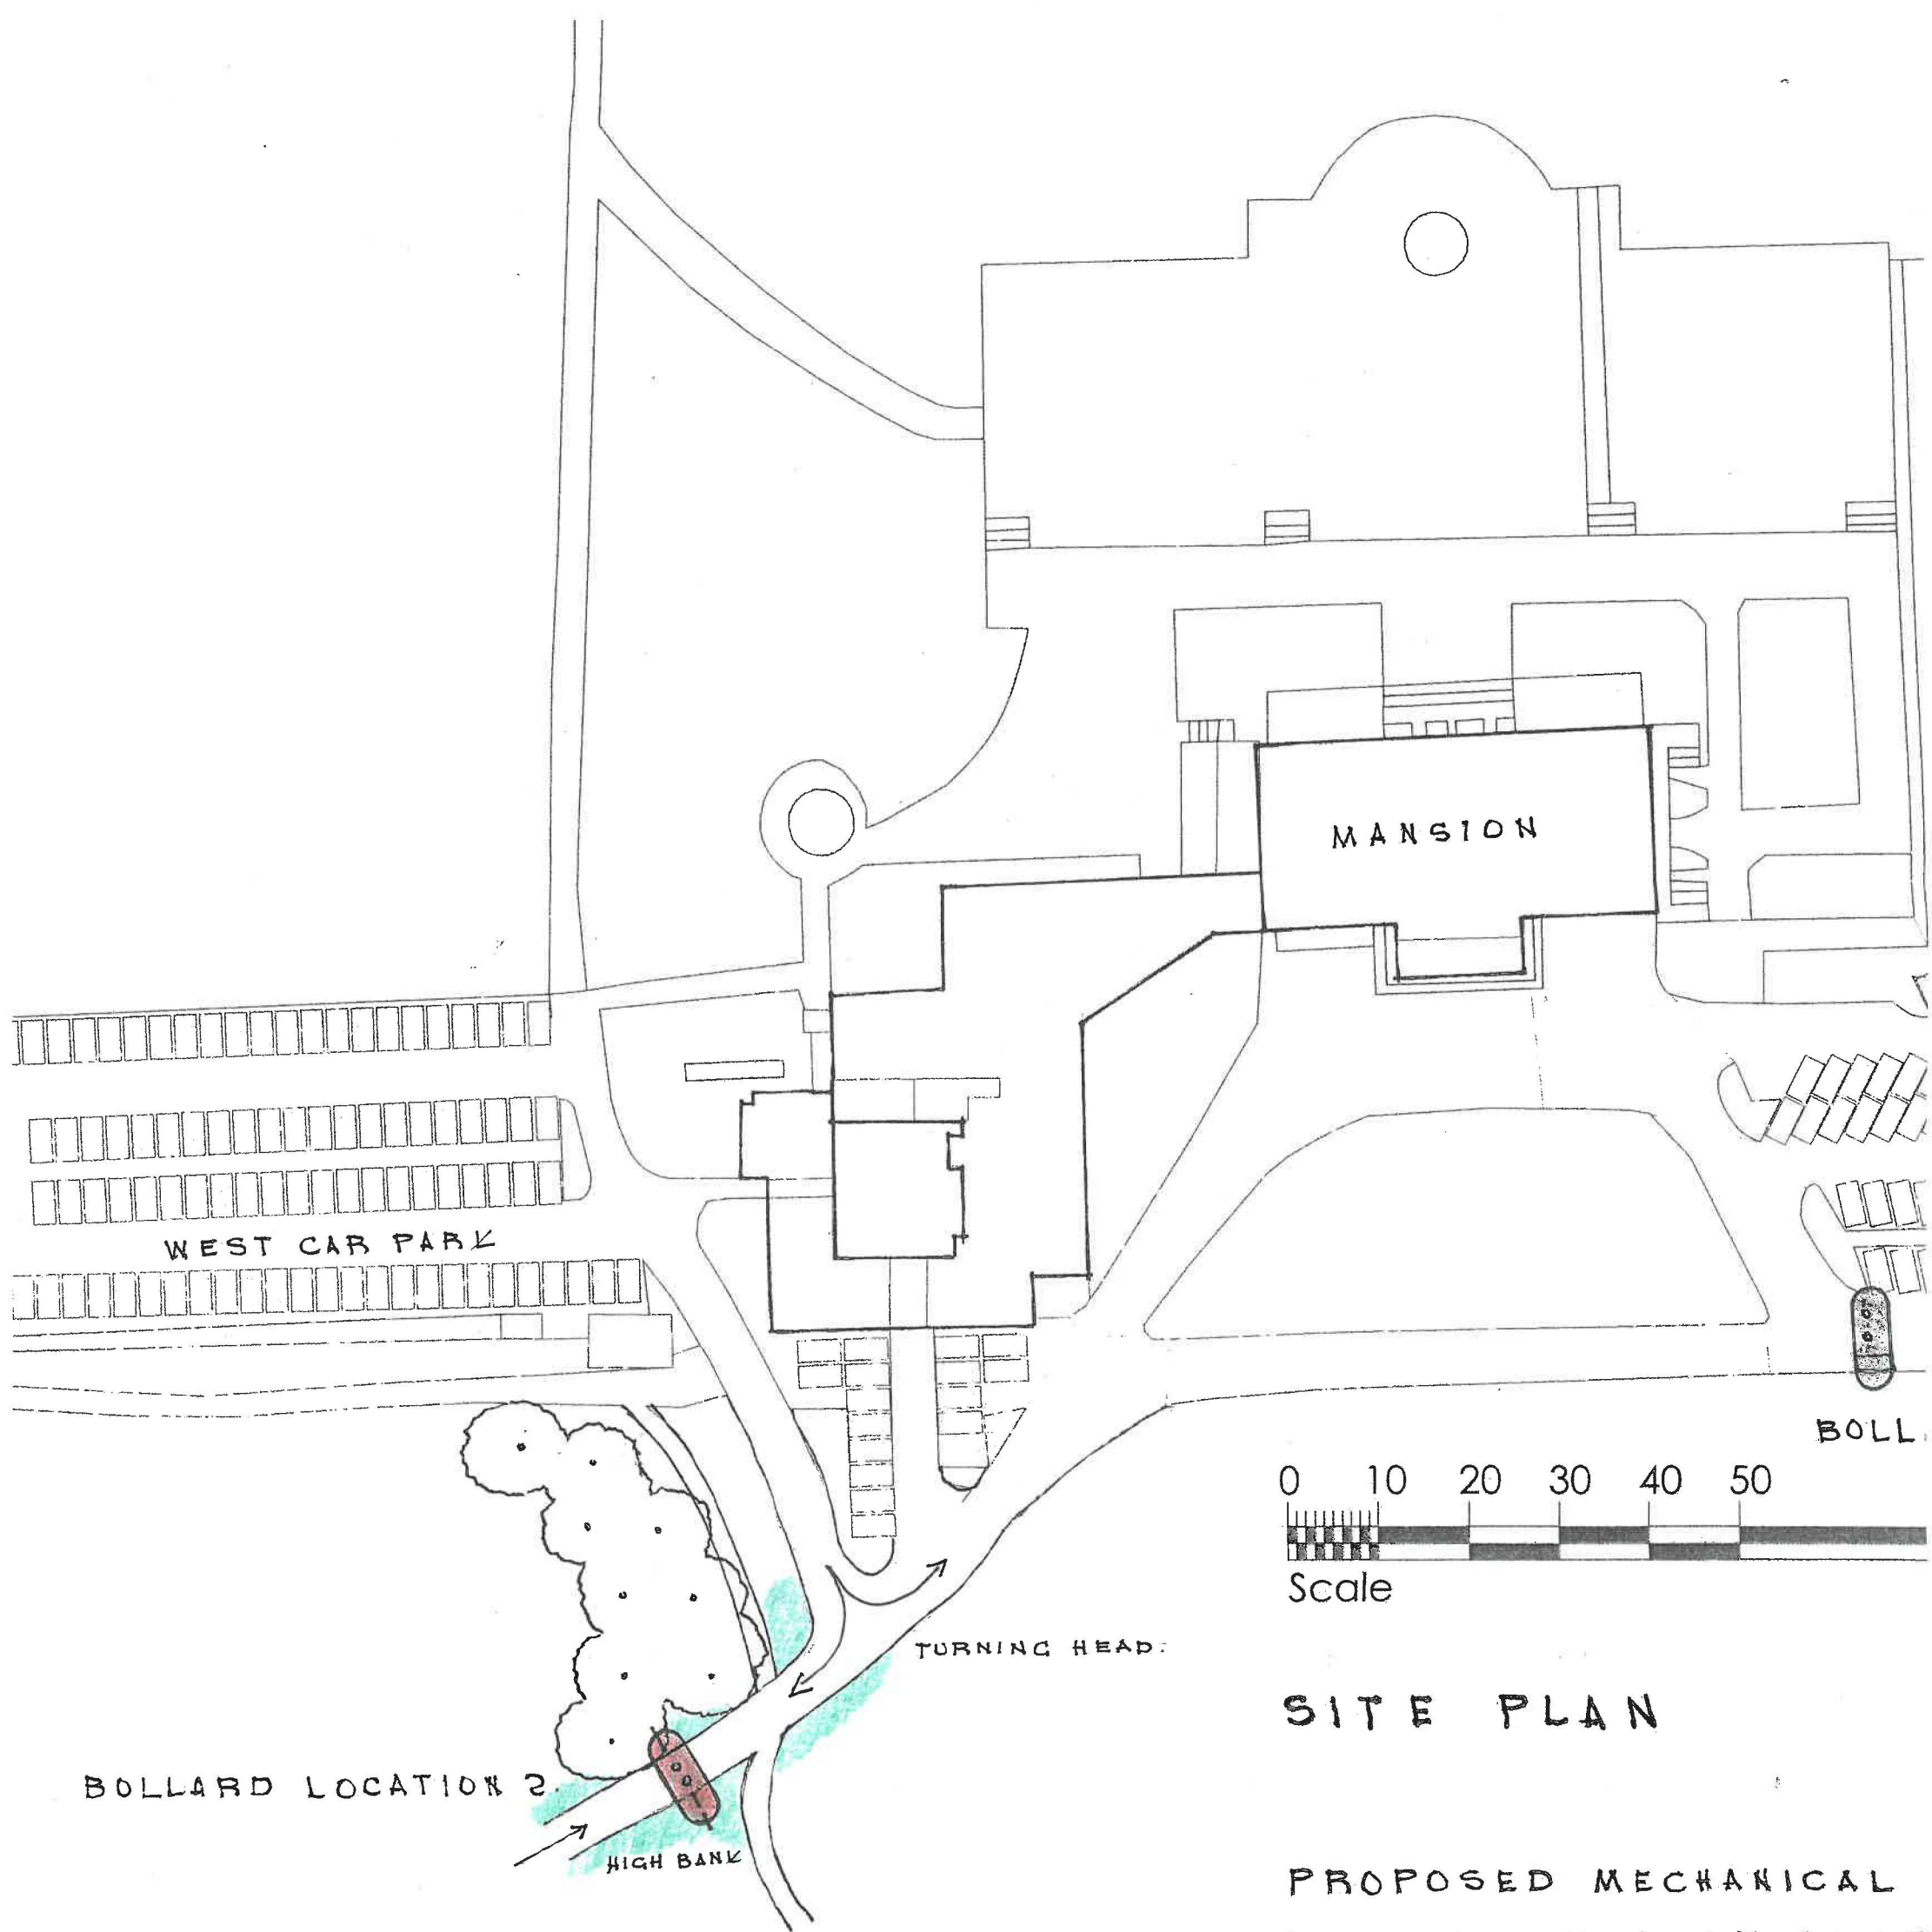 MANSION
WEST CAR PARK
BOLL
0 10 20 30 40 50
Scale
TURNING HEAD.
SITE PLAN
BOLLARD LOCATION 2.
HIGH BANK
PROPOSED MECHANICAL